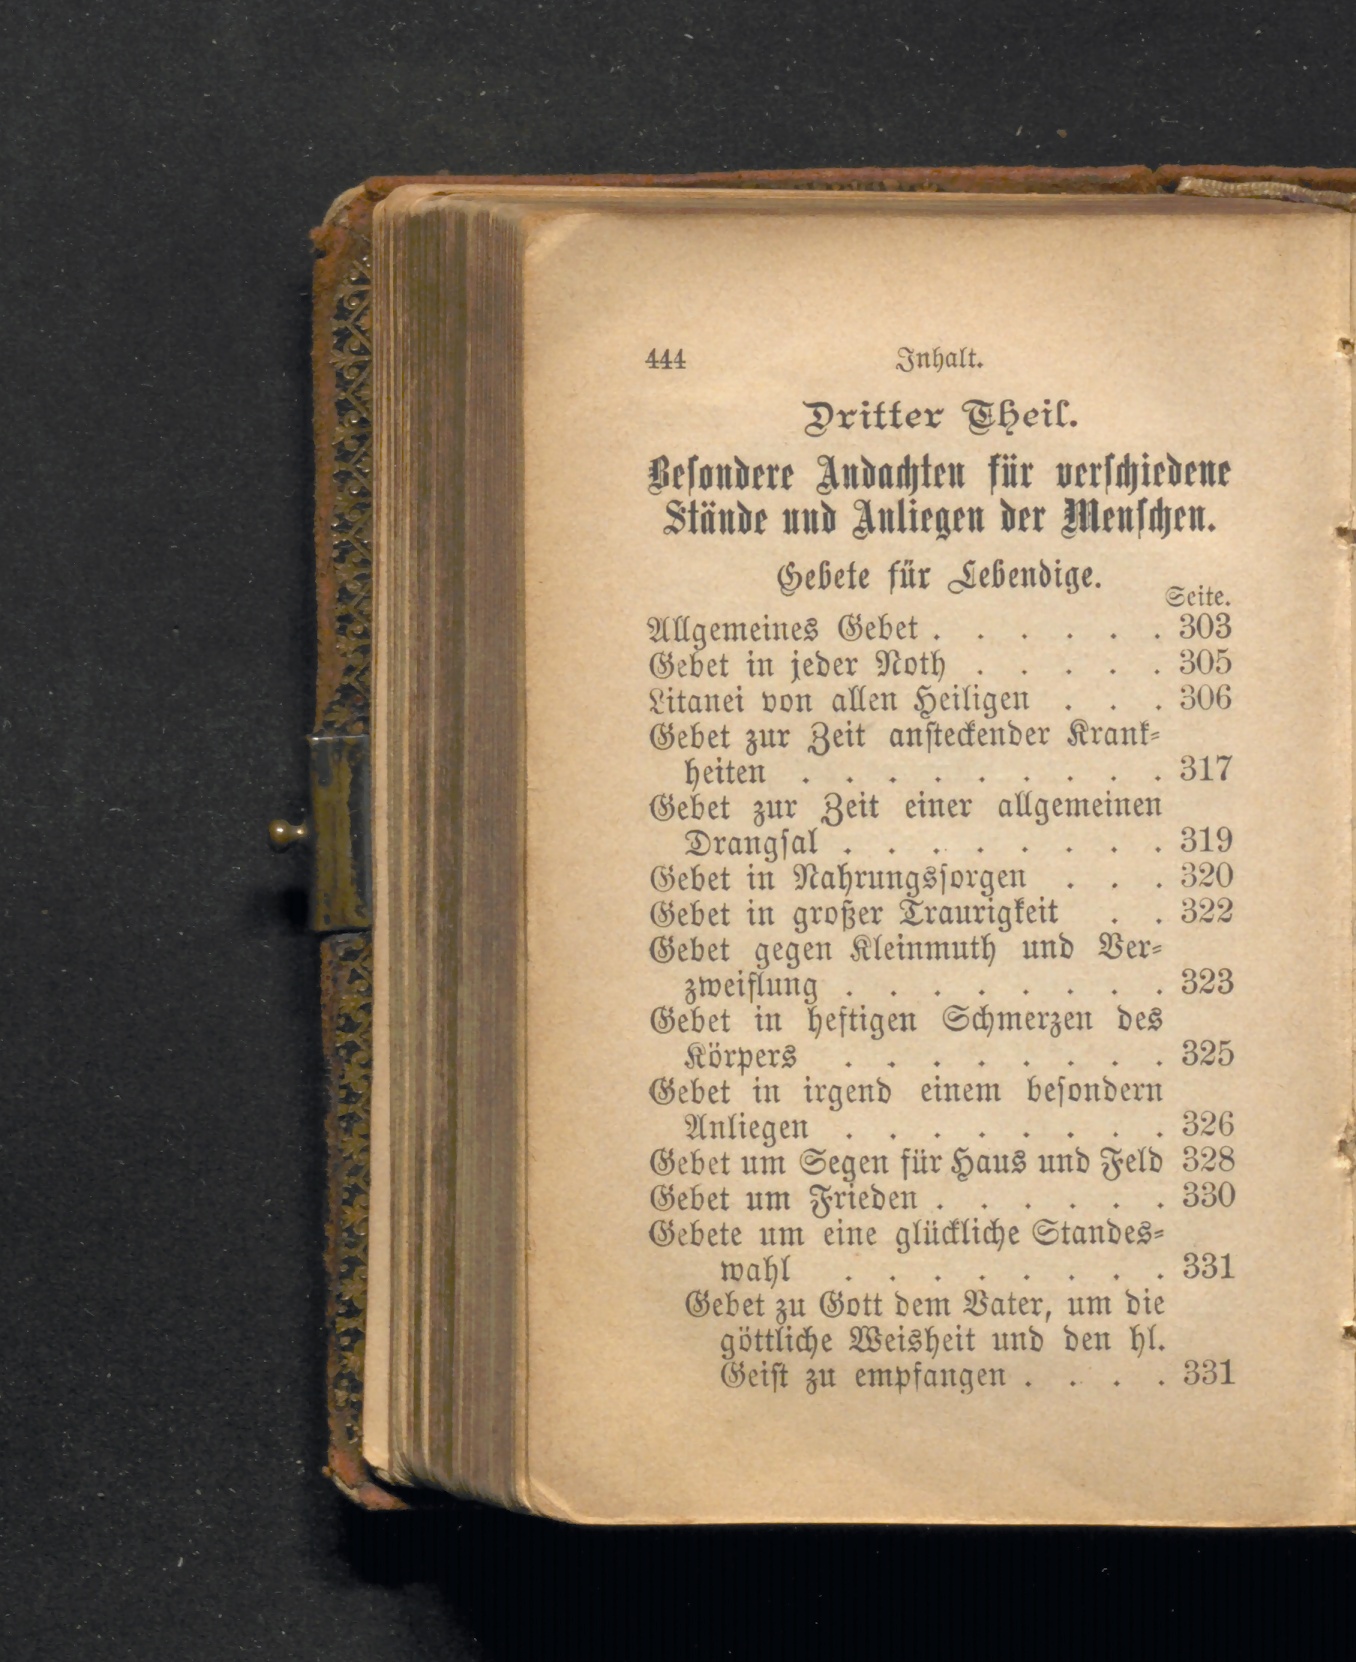 444 Inhalt.
Dritter Theil.
Besondere Andachten für verschiedene
Stände und Anliegen der Menschen.
Gebete für Lebendige.
Seite.
Allgemeines Gebet . . . . . . 303
Gebet in jeder Noth . . . . . 305
Litanei von allen Heiligen . . . 306
Gebet zur Zeit ansteckender Krank-
heiten . . . . . . . . . 317
Gebet zur Zeit einer allgemeinen
Drangsal . . . . . . . . 319
Gebet in Nahrungssorgen . . . 320
Gebet in großer Traurigkeit . . 322
Gebet gegen Kleinmuth und Ver-
zweiflung . . . . . . . . 323
Gebet in heftigen Schmerzen des
Körpers . . . . . . . . 325
Gebet in irgend einem besondern
Anliegen . . . . . . . . 326
Gebet um Segen für Haus und Feld 328
Gebet um Frieden . . . . . . 330
Gebete um eine glückliche Standes-
wahl . . . . . . . . 331
Gebet zu Gott dem Vater, um die
göttliche Weisheit und den hl.
Geist zu empfangen . . . . 331